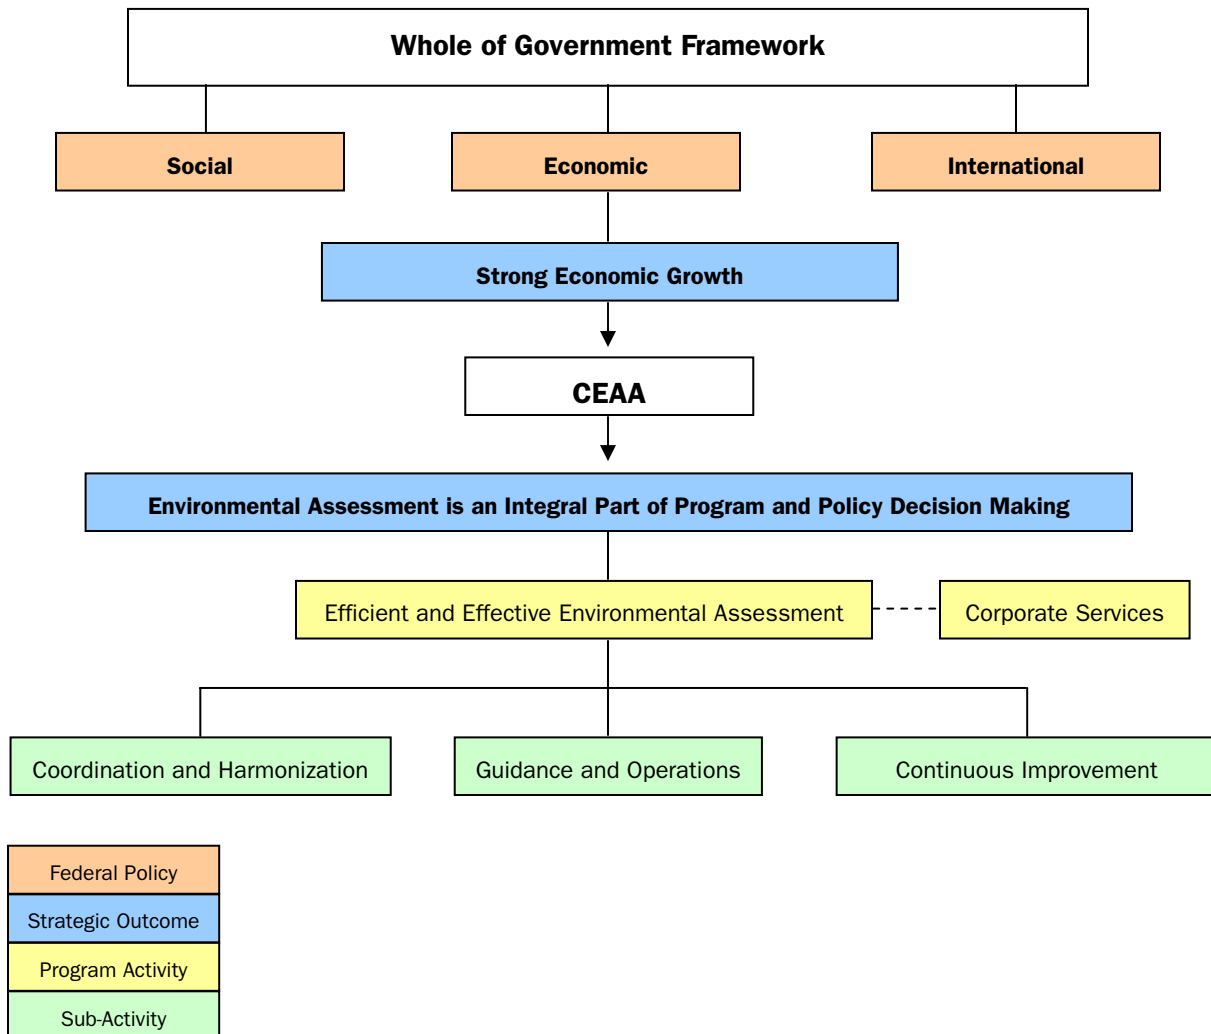 Whole of Government Framework
Social
Economic
International
Strong Economic Growth
CEAA
Environmental Assessment is an Integral Part of Program and Policy Decision Making
Efficient and Effective Environmental Assessment
Corporate Services
Coordination and Harmonization
Guidance and Operations
Continuous Improvement
Federal Policy
Strategic Outcome
Program Activity
Sub-Activity